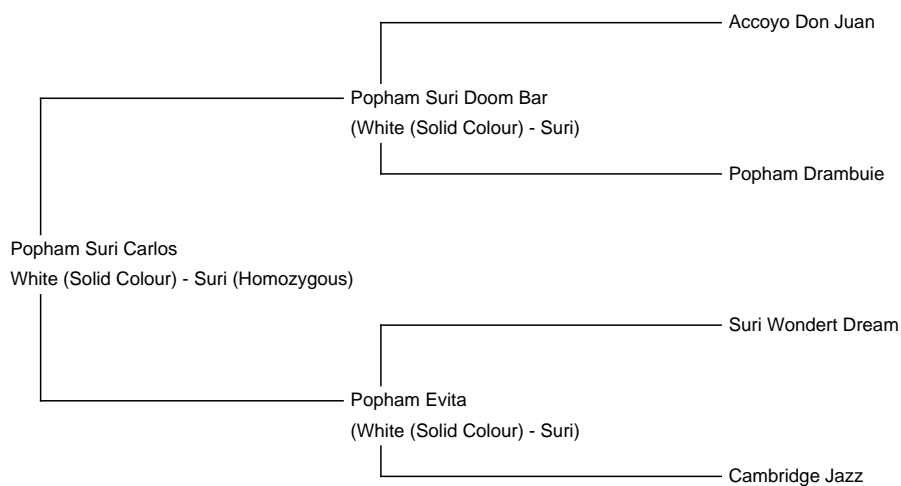 Accoyo Don Juan
Popham Suri Doom Bar
(White (Solid Colour) - Suri)
Popham Drambuie
Popham Suri Carlos
White (Solid Colour) - Suri (Homozygous)
Suri Wondert Dream
Popham Evita
(White (Solid Colour) - Suri)
Cambridge Jazz